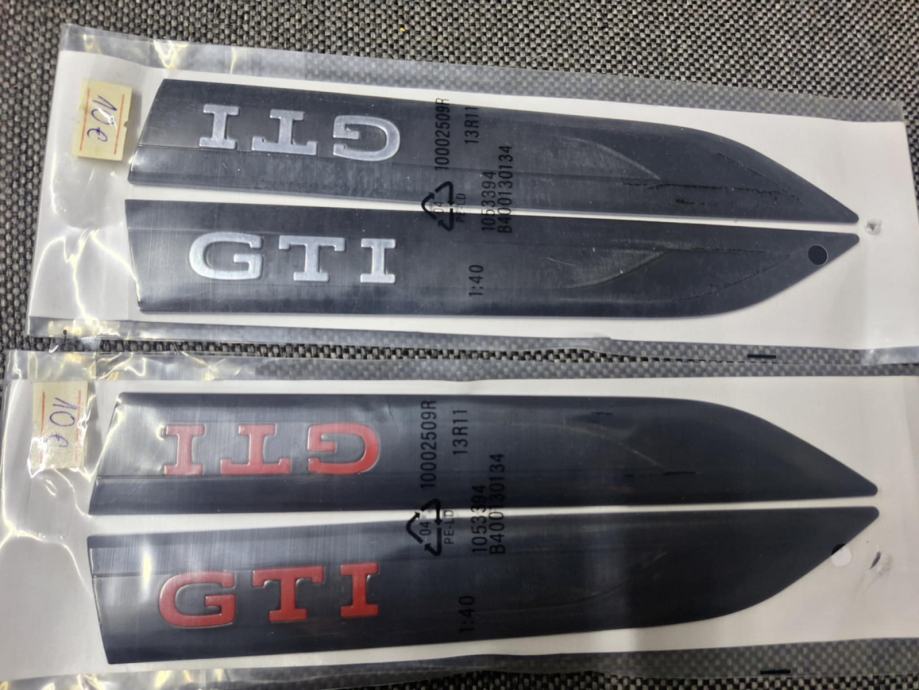 10 €
GTI
GTI
10002509R
13R11
04
PE-LD
1053394
B400130134
1:40
10 €
GTI
GTI
10002509R
13R11
04
PE-LD
1053394
B400130134
1:40